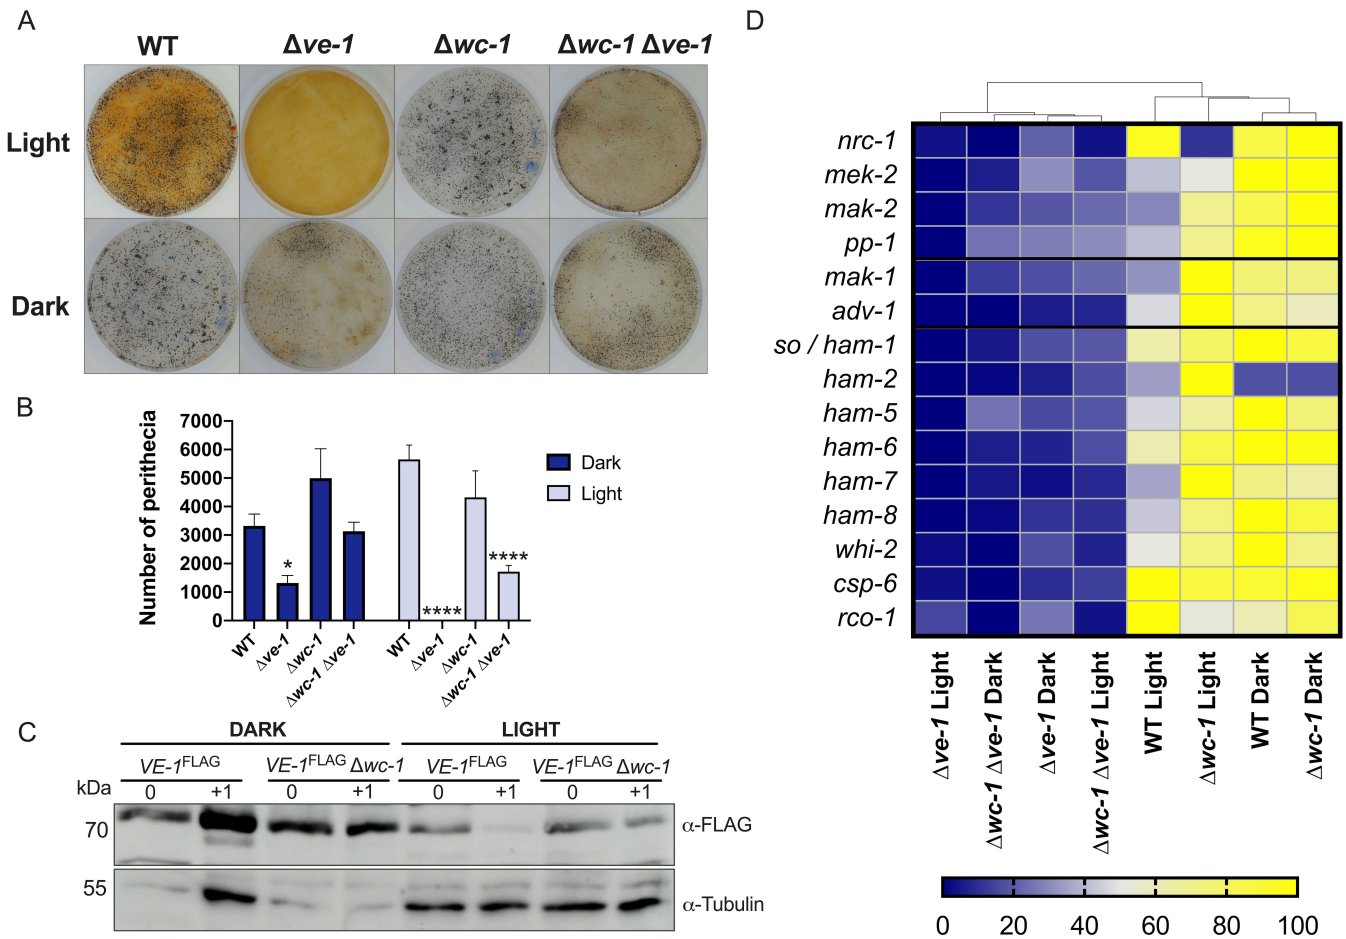 A
WT Δve-1 Δwc-1 Δwc-1 Δve-1
Light
Dark
B
Number of perithecia
7000
6000
5000
4000
3000
2000
1000
0
*
****
****
WT Δve-1 Δwc-1 Δwc-1 Δve-1 WT Δve-1 Δwc-1 Δwc-1 Δve-1
Dark
Light
C
DARK LIGHT
VE-1FLAG VE-1FLAG Δwc-1 VE-1FLAG VE-1FLAG Δwc-1
kDa 0 +1 0 +1 0 +1 0 +1
70 α-FLAG
55 α-Tubulin
D
nrc-1
mek-2
mak-2
pp-1
mak-1
adv-1
so / ham-1
ham-2
ham-5
ham-6
ham-7
ham-8
whi-2
csp-6
rco-1
Δve-1 Light
Δwc-1 Δve-1 Dark
Δve-1 Dark
Δwc-1 Δve-1 Light
WT Light
Δwc-1 Light
WT Dark
Δwc-1 Dark
0 20 40 60 80 100